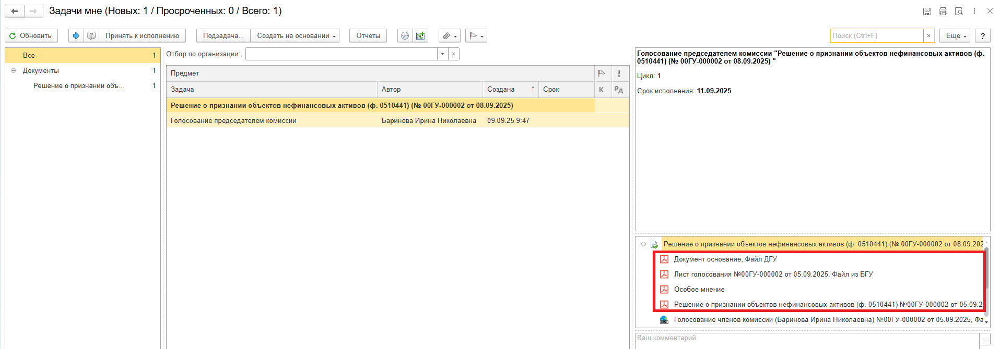 Задачи мне (Новых: 1 / Просроченных: 0 / Всего: 1)
Обновить
Принять к исполнению
Подзадача...
Создать на основании
Отчеты
Поиск (Ctrl+F)
×
Еще
?
Все 1
Документы 1
Решение о признании объ... 1
Отбор по организации:
×
Предмет
Задача Автор Создана ↑ Срок К Рд
Решение о признании объектов нефинансовых активов (ф. 0510441) (№ 00ГУ-000002 от 08.09.2025)
Голосование председателем комиссии Баринова Ирина Николаевна 09.09.25 9:47
Голосование председателем комиссии "Решение о признании объектов нефинансовых активов (ф.
0510441) (№ 00ГУ-000002 от 08.09.2025) "
Цикл: 1
Срок исполнения: 11.09.2025
Решение о признании объектов нефинансовых активов (ф. 0510441) (№ 00ГУ-000002 от 08.09.202
Документ основание, Файл ДГУ
Лист голосования №00ГУ-000002 от 05.09.2025, Файл из БГУ
Особое мнение
Решение о признании объектов нефинансовых активов (ф. 0510441) №00ГУ-000002 от 05.09.2
Голосование членов комиссии (Баринова Ирина Николаевна) №00ГУ-000002 от 05.09.2025, Фа
Ваш комментарий
...